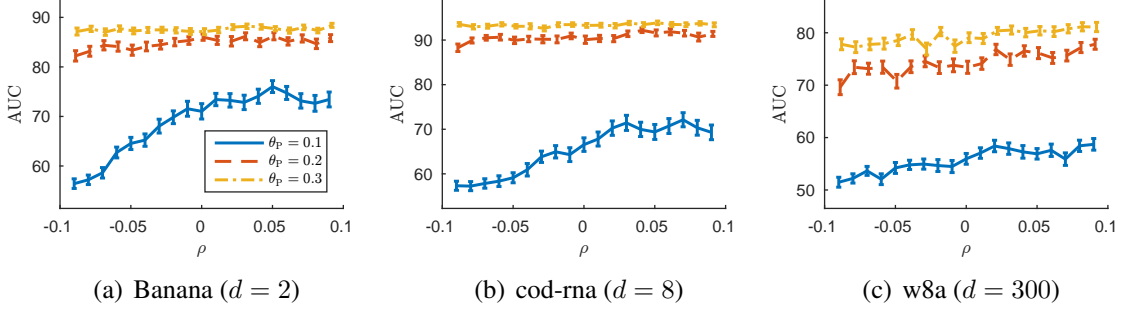 AUC
90
80
70
60
-0.1 -0.05 0 0.05 0.1
ρ
θP = 0.1
θP = 0.2
θP = 0.3
(a) Banana (d = 2)
AUC
90
80
70
60
-0.1 -0.05 0 0.05 0.1
ρ
(b) cod-rna (d = 8)
AUC
80
70
60
50
-0.1 -0.05 0 0.05 0.1
ρ
(c) w8a (d = 300)